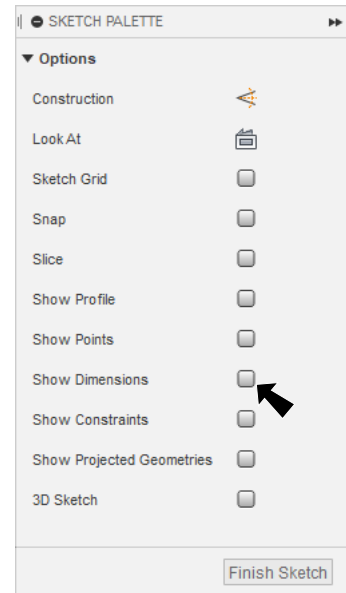 SKETCH PALETTE
Options
Construction
Look At
Sketch Grid
Snap
Slice
Show Profile
Show Points
Show Dimensions
Show Constraints
Show Projected Geometries
3D Sketch
Finish Sketch